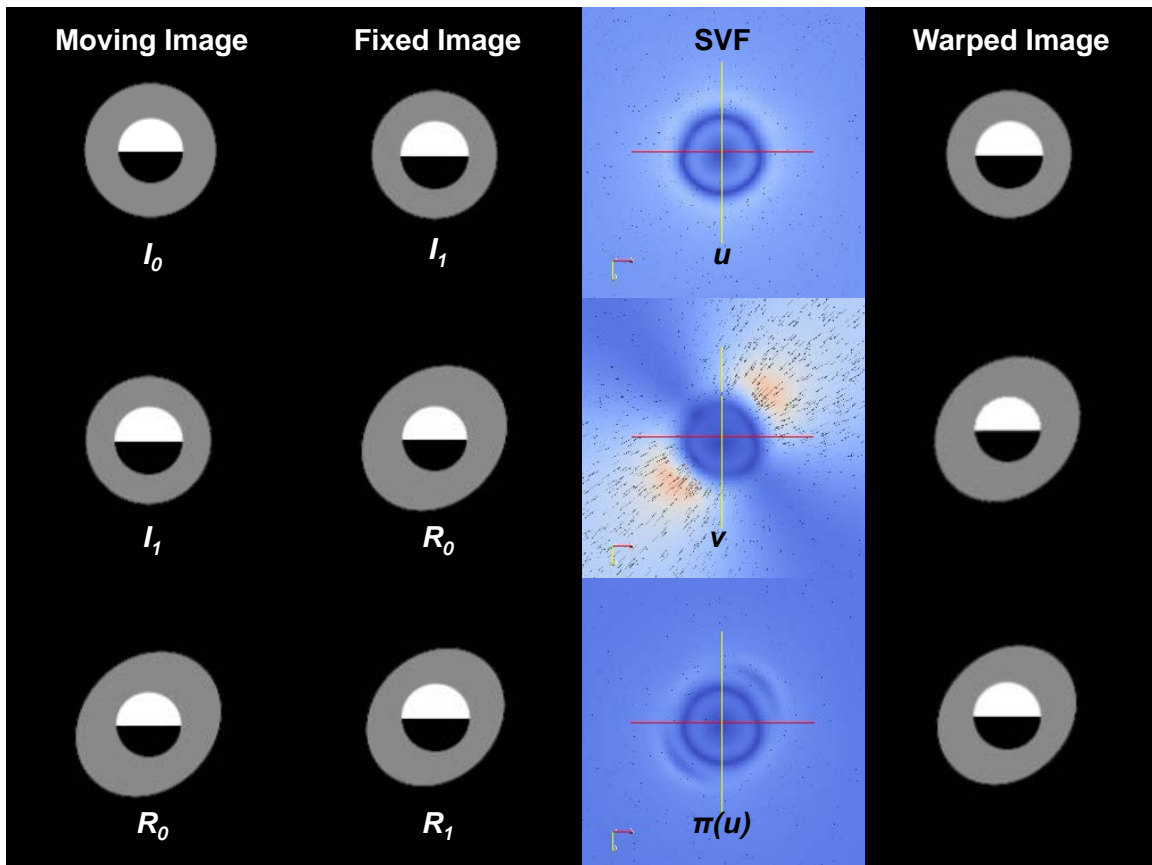 Moving Image Fixed Image SVF Warped Image
I₀ I₁ u
I₁ R₀ v
R₀ R₁ π(u)